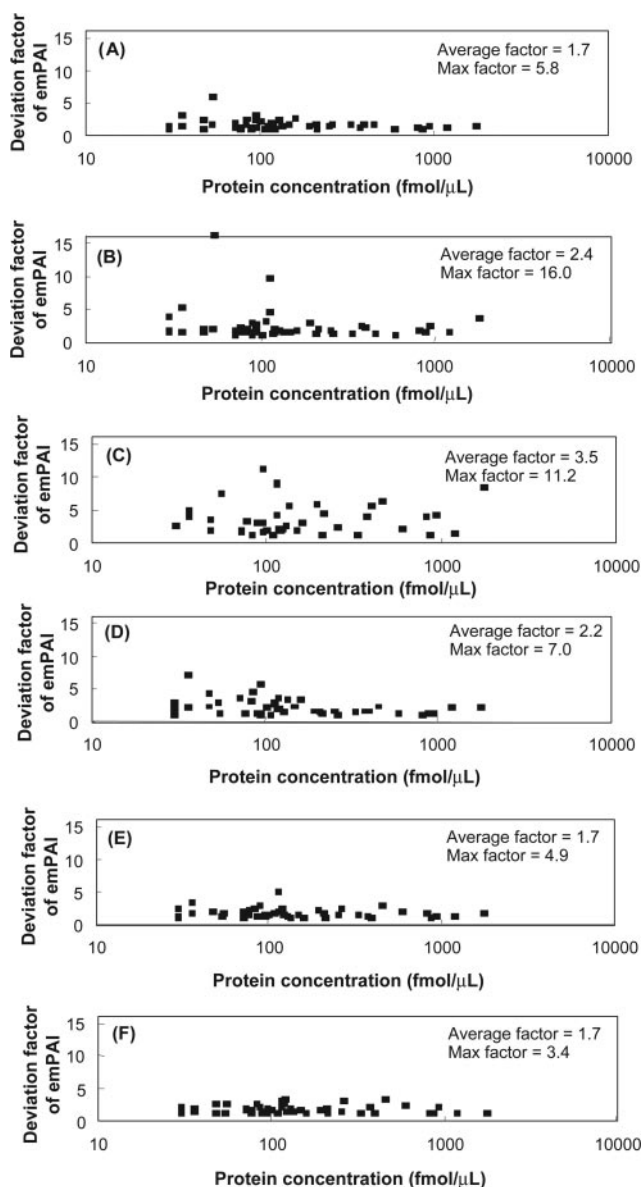 (A)
Average factor = 1.7
Max factor = 5.8
Deviation factor
of emPAI
15
10
5
0
10
100
1000
10000
Protein concentration (fmol/μL)
(B)
Average factor = 2.4
Max factor = 16.0
Deviation factor
of emPAI
15
10
5
0
10
100
1000
10000
Protein concentration (fmol/μL)
(C)
Average factor = 3.5
Max factor = 11.2
Deviation factor
of emPAI
15
10
5
0
10
100
1000
10000
Protein concentration (fmol/μL)
(D)
Average factor = 2.2
Max factor = 7.0
Deviation factor
of emPAI
15
10
5
0
10
100
1000
10000
Protein concentration (fmol/μL)
(E)
Average factor = 1.7
Max factor = 4.9
Deviation factor
of emPAI
15
10
5
0
10
100
1000
10000
Protein concentration (fmol/μL)
(F)
Average factor = 1.7
Max factor = 3.4
Deviation factor
of emPAI
15
10
5
0
10
100
1000
10000
Protein concentration (fmol/μL)